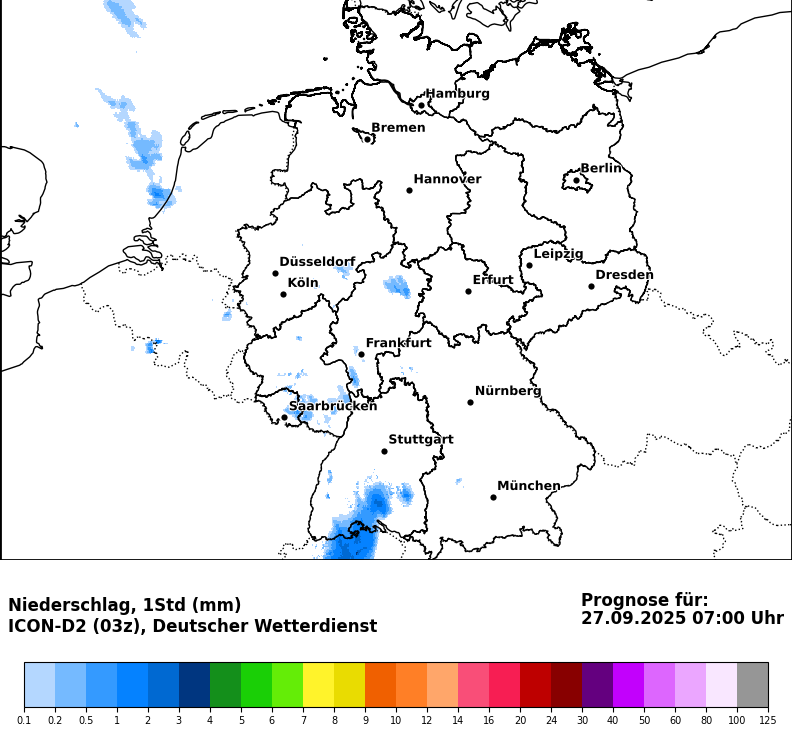 Hamburg
Bremen
Berlin
Hannover
Leipzig
Düsseldorf
Dresden
Köln
Erfurt
Frankfurt
Nürnberg
Saarbrücken
Stuttgart
München
Niederschlag, 1Std (mm)
ICON-D2 (03z), Deutscher Wetterdienst
Prognose für:
27.09.2025 07:00 Uhr
0.1 0.2 0.5 1 2 3 4 5 6 7 8 9 10 12 14 16 20 24 30 40 50 60 80 100 125